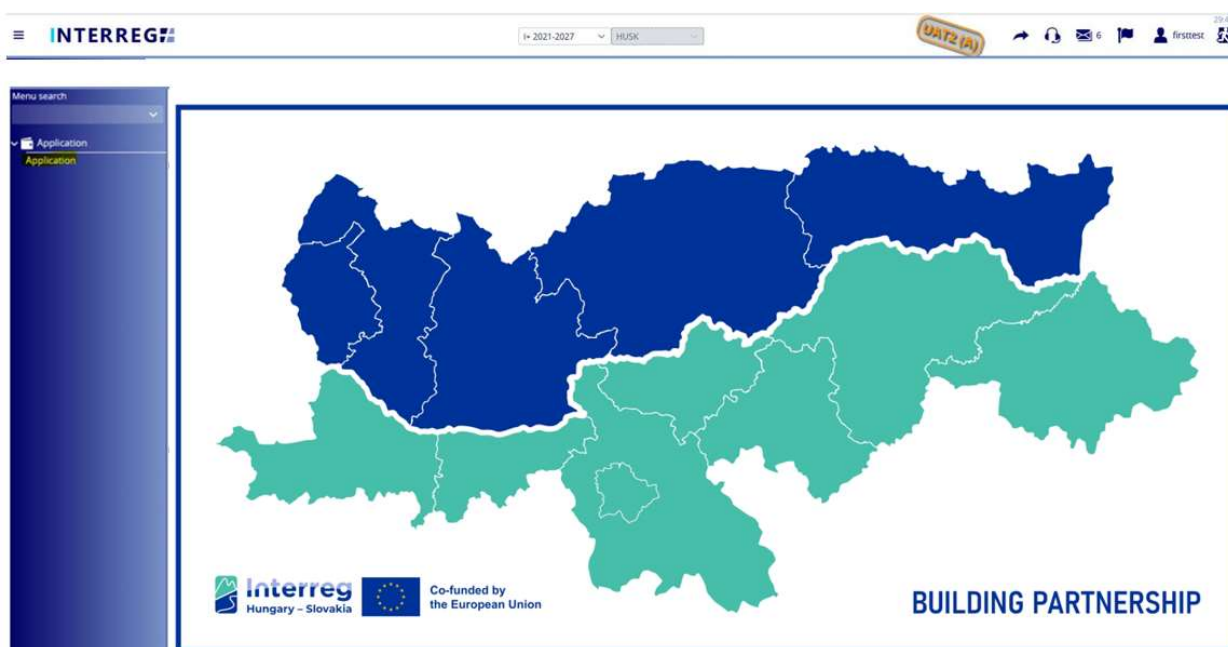 INTERREG
I+ 2021-2027
HUSK
UAT2 (A)
6
firsttest
Menu search
Application
Application
Interreg
Hungary – Slovakia
Co-funded by
the European Union
BUILDING PARTNERSHIP